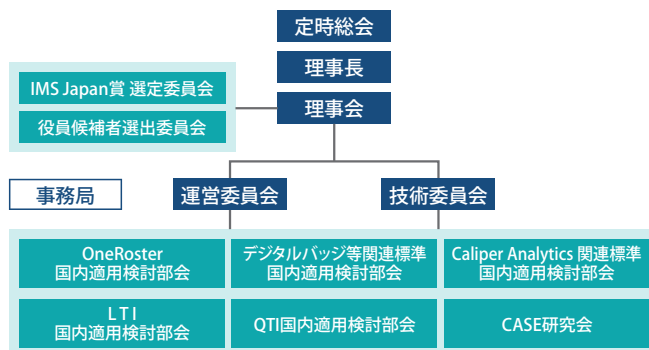 定時総会
理事長
IMS Japan賞 選定委員会
理事会
役員候補者選出委員会
事務局
運営委員会
技術委員会
OneRoster
国内適用検討部会
デジタルバッジ等関連標準
国内適用検討部会
Caliper Analytics 関連標準
国内適用検討部会
LTI
国内適用検討部会
QTI国内適用検討部会
CASE研究会